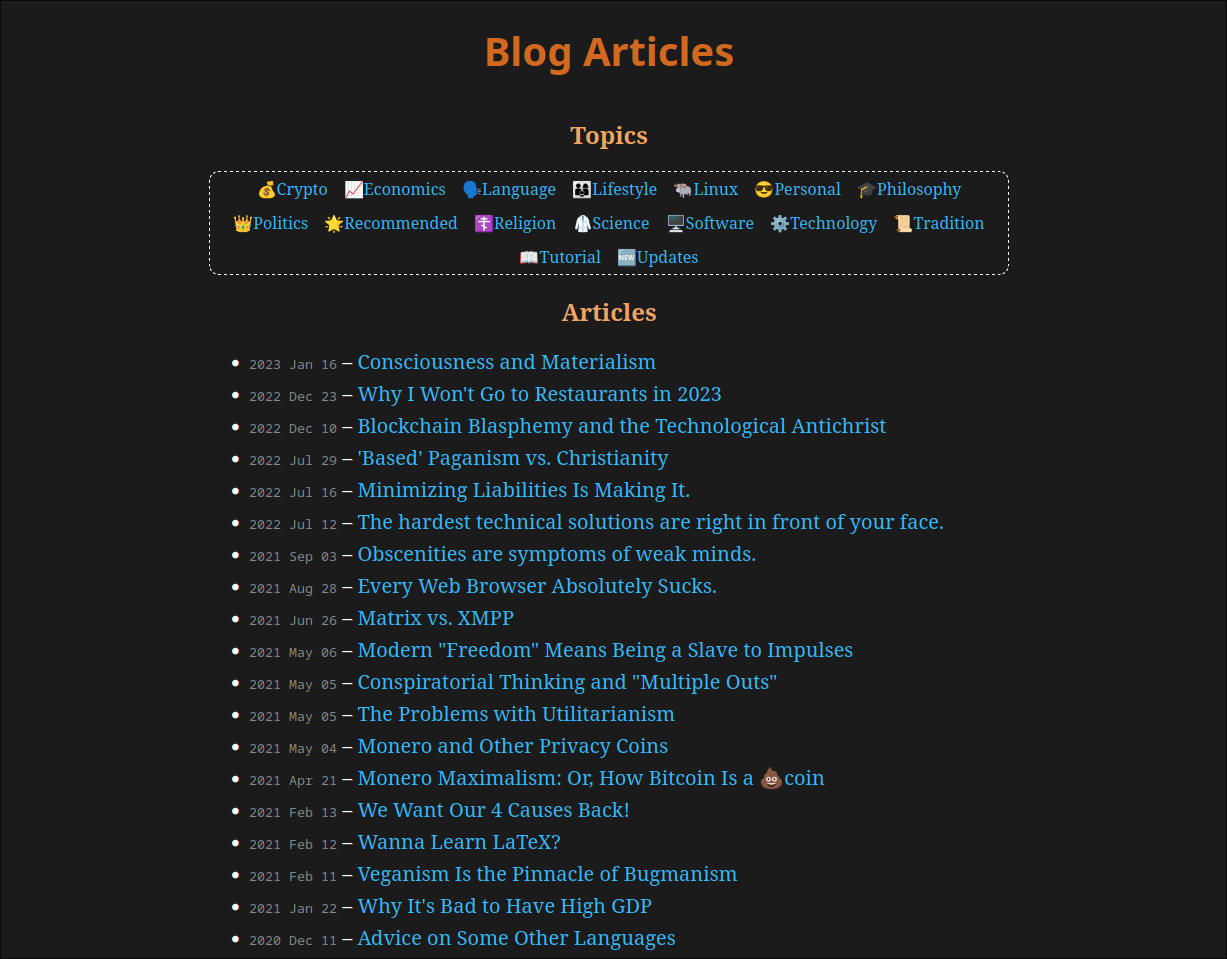 Blog Articles
Topics
💰Crypto 📈Economics 🗣️Language 👨‍👩‍👦Lifestyle 🐃Linux 😎Personal 🎓Philosophy
👑Politics 🌟Recommended ☦️Religion 🥼Science 🖥️Software ⚙️Technology 📜Tradition
📖Tutorial 🆕Updates
Articles
• 2023 Jan 16 – Consciousness and Materialism
• 2022 Dec 23 – Why I Won't Go to Restaurants in 2023
• 2022 Dec 10 – Blockchain Blasphemy and the Technological Antichrist
• 2022 Jul 29 – 'Based' Paganism vs. Christianity
• 2022 Jul 16 – Minimizing Liabilities Is Making It.
• 2022 Jul 12 – The hardest technical solutions are right in front of your face.
• 2021 Sep 03 – Obscenities are symptoms of weak minds.
• 2021 Aug 28 – Every Web Browser Absolutely Sucks.
• 2021 Jun 26 – Matrix vs. XMPP
• 2021 May 06 – Modern "Freedom" Means Being a Slave to Impulses
• 2021 May 05 – Conspiratorial Thinking and "Multiple Outs"
• 2021 May 05 – The Problems with Utilitarianism
• 2021 May 04 – Monero and Other Privacy Coins
• 2021 Apr 21 – Monero Maximalism: Or, How Bitcoin Is a 💩coin
• 2021 Feb 13 – We Want Our 4 Causes Back!
• 2021 Feb 12 – Wanna Learn LaTeX?
• 2021 Feb 11 – Veganism Is the Pinnacle of Bugmanism
• 2021 Jan 22 – Why It's Bad to Have High GDP
• 2020 Dec 11 – Advice on Some Other Languages